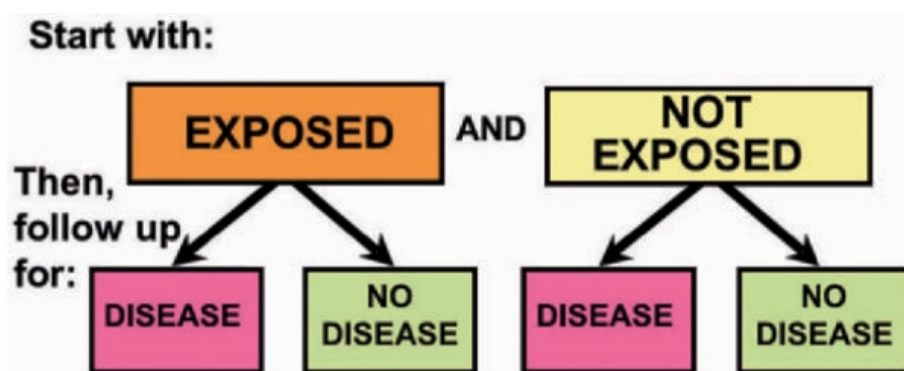 Start with:
EXPOSED
AND
NOT
EXPOSED
Then,
follow up
for:
DISEASE
NO
DISEASE
DISEASE
NO
DISEASE